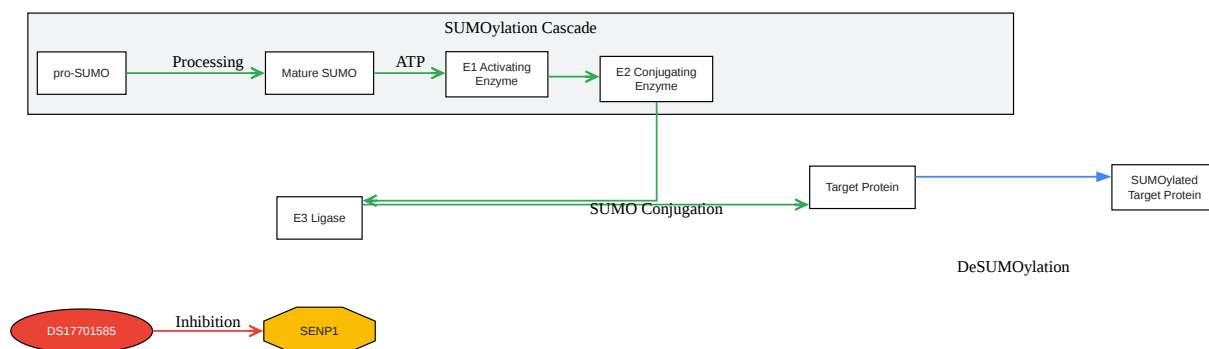 SUMOylation Cascade
pro-SUMO
Processing
Mature SUMO
ATP
E1 Activating
Enzyme
E2 Conjugating
Enzyme
E3 Ligase
SUMO Conjugation
Target Protein
SUMOylated
Target Protein
DeSUMOylation
DS17701585
Inhibition
SENP1